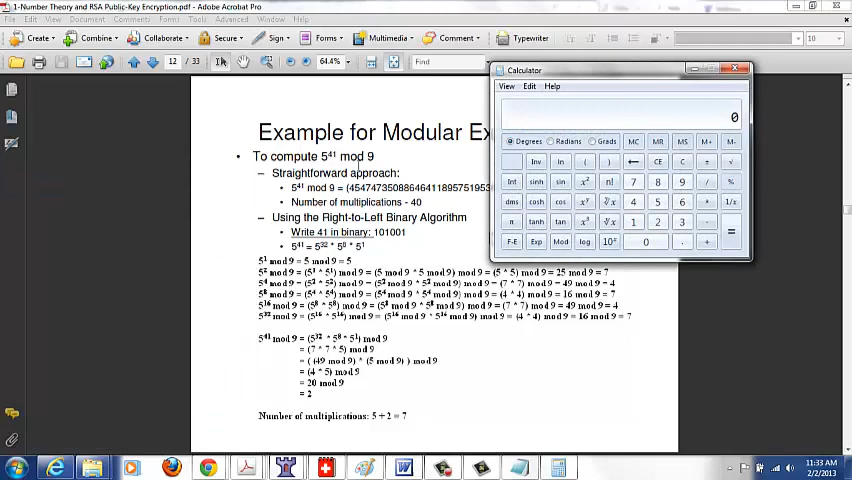 1-Number Theory and RSA Public-Key Encryption.pdf - Adobe Acrobat Pro
File Edit View Document Comments Forms Tools Advanced Window Help
Create Combine Collaborate Secure Sign Forms Multimedia Comment Typewriter 10
12 / 33 64.4% Find
Calculator
View Edit Help
0
Degrees Radians Grads MC MR MS M+ M-
Inv ln ( ) ← CE C ± √
Int sinh sin x² n! 7 8 9 / %
dms cosh cos xʸ ʸ√x 4 5 6 * 1/x
π tanh tan x³ ³√x 1 2 3 - =
F-E Exp Mod log 10ˣ 0 . +
Example for Modular Ex
• To compute 5⁴¹ mod 9
– Straightforward approach:
• 5⁴¹ mod 9 = (4547473508864641189575195
• Number of multiplications - 40
– Using the Right-to-Left Binary Algorithm
• Write 41 in binary: 101001
• 5⁴¹ = 5³² * 5⁸ * 5¹
5¹ mod 9 = 5 mod 9 = 5
5² mod 9 = (5¹ * 5¹) mod 9 = (5 mod 9 * 5 mod 9) mod 9 = (5 * 5) mod 9 = 25 mod 9 = 7
5⁴ mod 9 = (5² * 5²) mod 9 = (5² mod 9 * 5² mod 9) mod 9 = (7 * 7) mod 9 = 49 mod 9 = 4
5⁸ mod 9 = (5⁴ * 5⁴) mod 9 = (5⁴ mod 9 * 5⁴ mod 9) mod 9 = (4 * 4) mod 9 = 16 mod 9 = 7
5¹⁶ mod 9 = (5⁸ * 5⁸) mod 9 = (5⁸ mod 9 * 5⁸ mod 9) mod 9 = (7 * 7) mod 9 = 49 mod 9 = 4
5³² mod 9 = (5¹⁶ * 5¹⁶) mod 9 = (5¹⁶ mod 9 * 5¹⁶ mod 9) mod 9 = (4 * 4) mod 9 = 16 mod 9 = 7
5⁴¹ mod 9 = (5³² * 5⁸ * 5¹) mod 9
= (7 * 7 * 5) mod 9
= ( (49 mod 9) * (5 mod 9) ) mod 9
= (4 * 5) mod 9
= 20 mod 9
= 2
Number of multiplications: 5 + 2 = 7
11:33 AM
2/2/2013